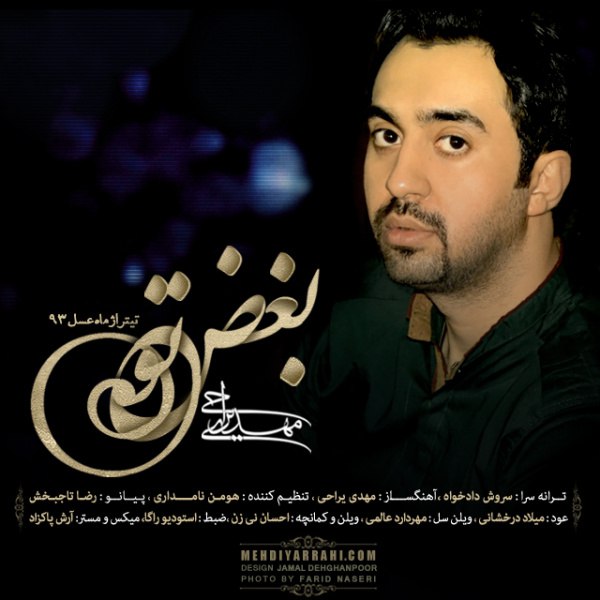 بغض تو
تیتراژ ماه عسل ۹۳
مهدی یراحی
ترانه سرا : سروش دادخواه ، آهنگساز : مهدی یراحی ، تنظیم کننده : هومن نامداری ، پیانو : رضا تاجبخش
عود: میلاد درخشانی ، ویلن سل : مهرداد عالمی ، ویلن و کمانچه : احسان نی زن ، ضبط : استودیو راگا، میکس و مستر: آرش پاکزاد
MEHDIYARRAHI.COM
DESIGN JAMAL DEHGHANPOOR
PHOTO BY FARID NASERI